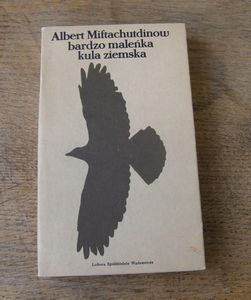 Albert Miftachutdinow
bardzo maleńka
kula ziemska
Ludowa Spółdzielnia Wydawnicza